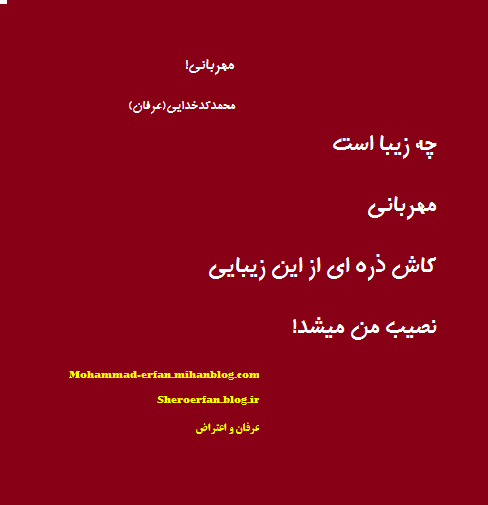 مهربانی!
محمدکدخدایی(عرفان)
چه زیبا است
مهربانی
کاش ذره ای از این زیبایی
نصیب من میشد!
Mohammad-erfan.mihanblog.com
Sheroerfan.blog.ir
عرفان و اعتراض